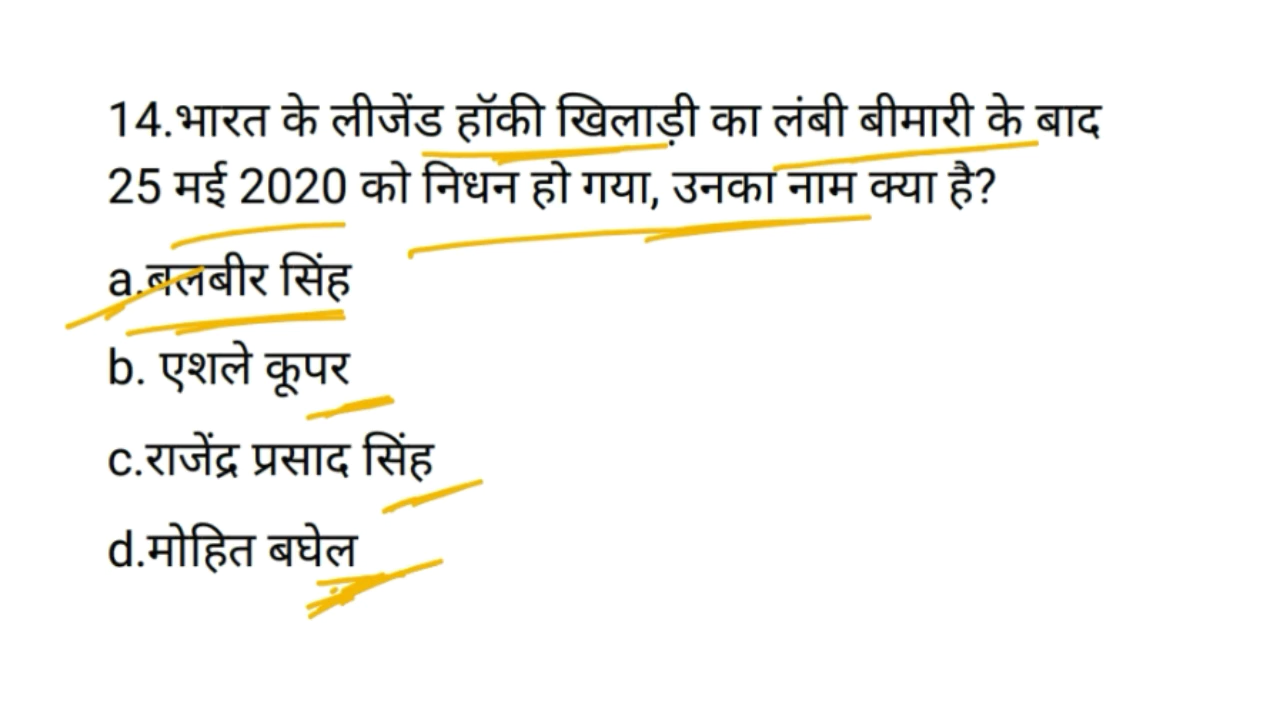 14.भारत के लीजेंड हॉकी खिलाड़ी का लंबी बीमारी के बाद
25 मई 2020 को निधन हो गया, उनका नाम क्या है?
a.बलबीर सिंह
b. एशले कूपर
c.राजेंद्र प्रसाद सिंह
d.मोहित बघेल